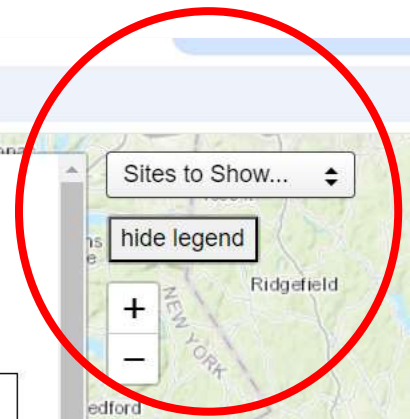 Sites to Show...
hide legend
Ridgefield
+
NEW YORK
−
edford